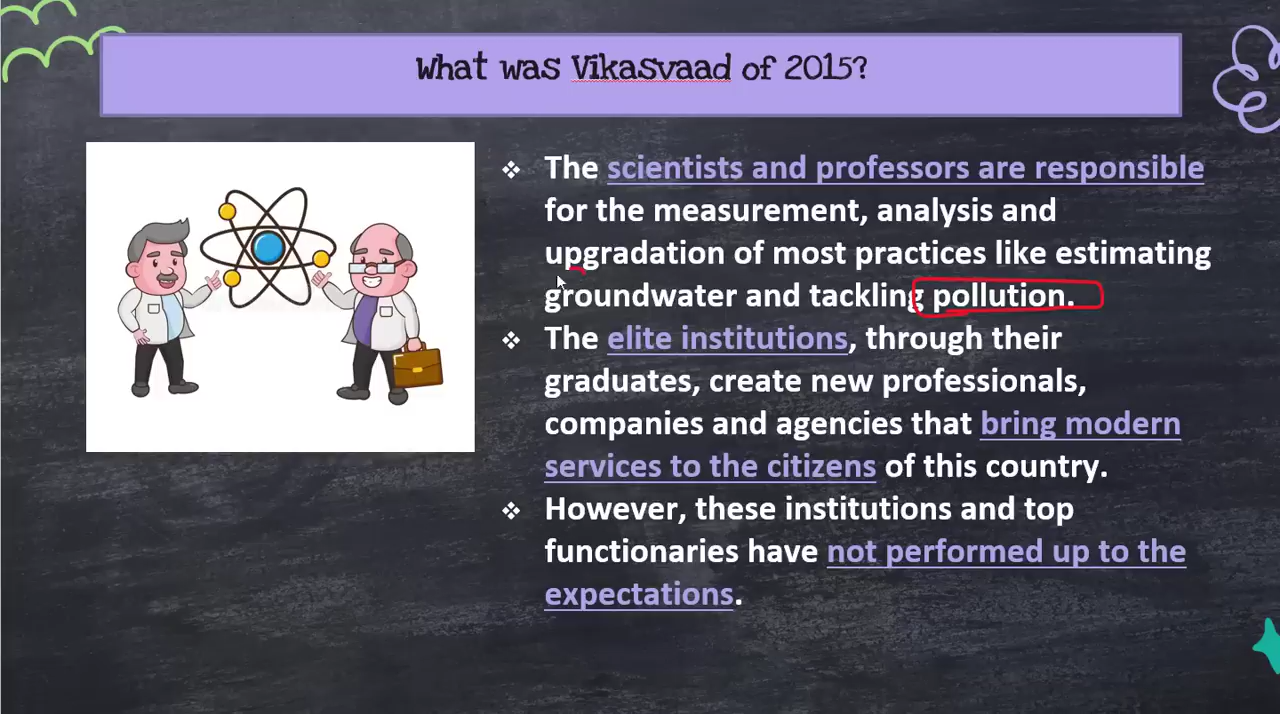 What was Vikasvaad of 2015?
❖ The scientists and professors are responsible
for the measurement, analysis and
upgradation of most practices like estimating
groundwater and tackling pollution.
❖ The elite institutions, through their
graduates, create new professionals,
companies and agencies that bring modern
services to the citizens of this country.
❖ However, these institutions and top
functionaries have not performed up to the
expectations.